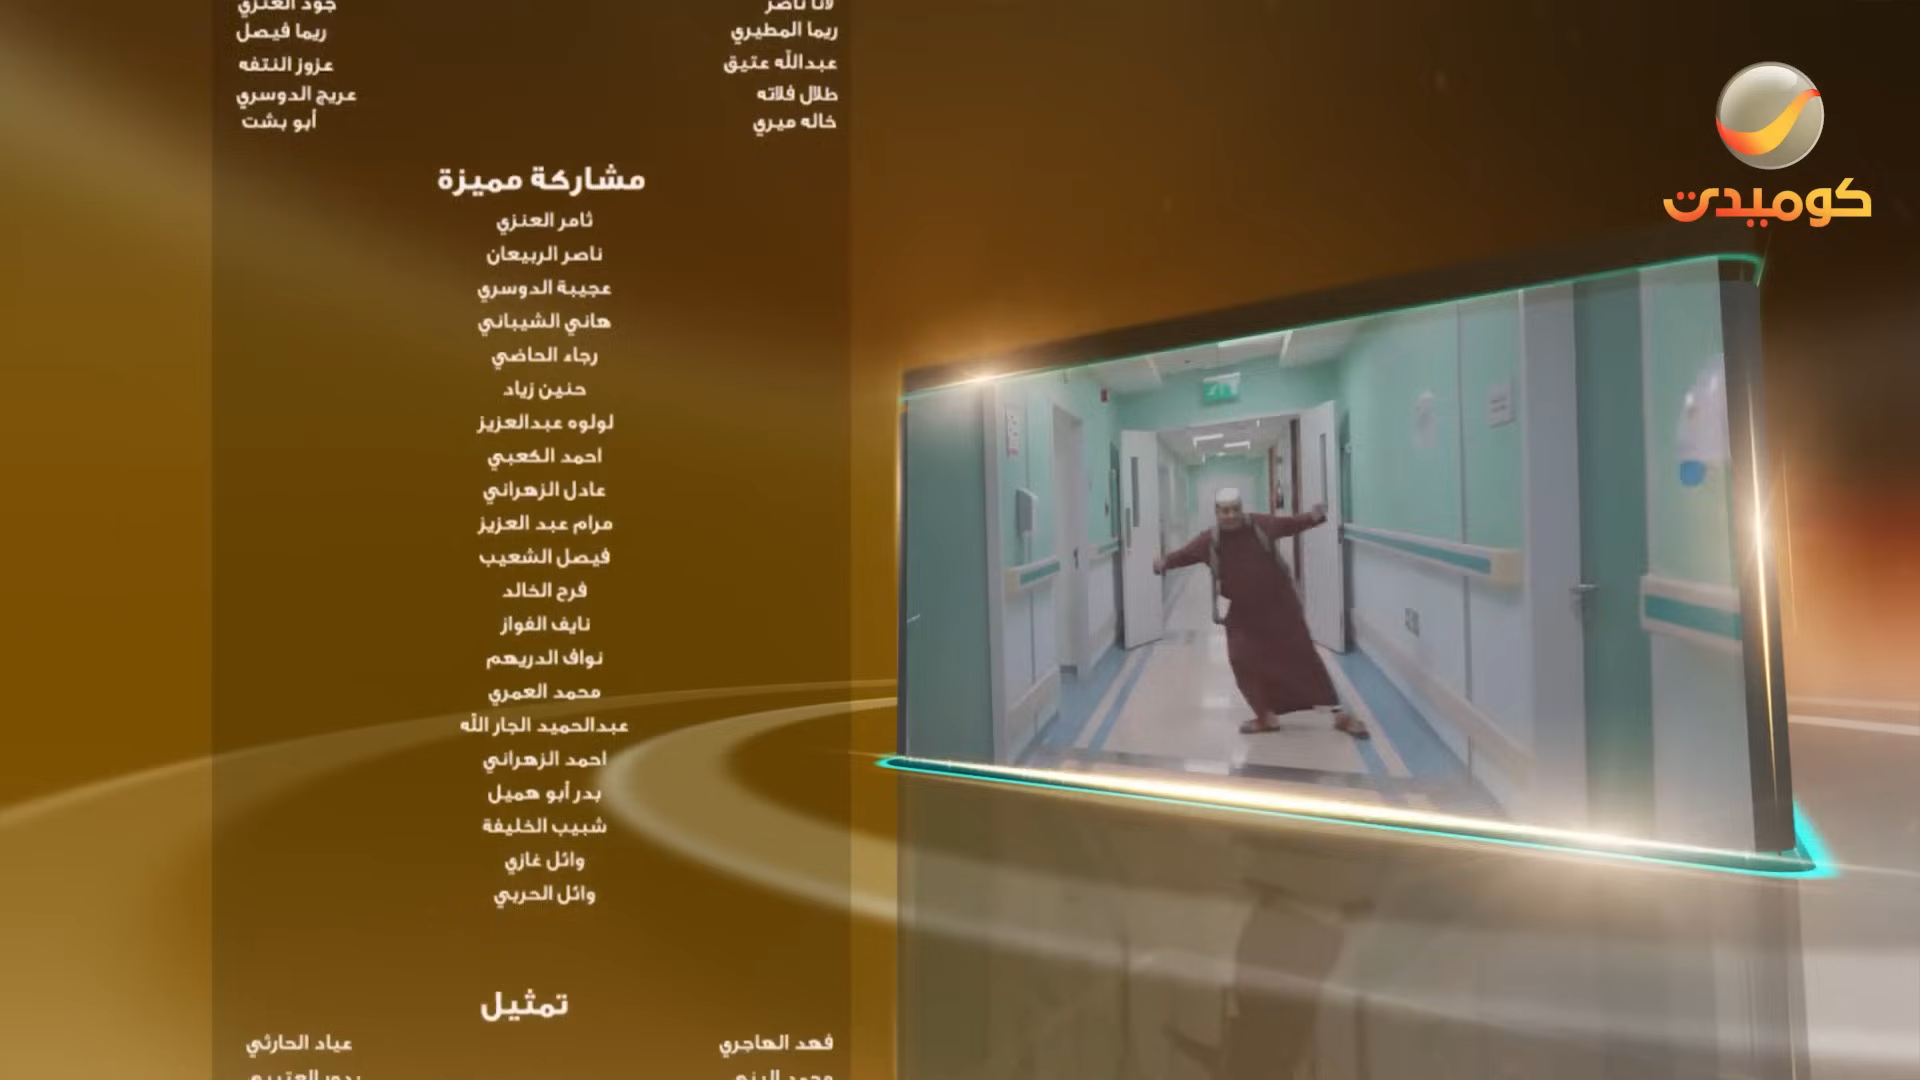 لانا ناصر
جود العنزي
ريما المطيري
ريما فيصل
عبدالله عتيق
عزوز النتفه
طلال فلاته
عريج الدوسري
خاله ميري
أبو بشت
مشاركة مميزة
ثامر العنزي
ناصر الربيعان
عجيبة الدوسري
هاني الشيباني
رجاء الحاضي
حنين زياد
لولوه عبدالعزيز
احمد الكعبي
عادل الزهراني
مرام عبد العزيز
فيصل الشعيب
فرح الخالد
نايف الفواز
نواف الدريهم
محمد العمري
عبدالحميد الجار الله
احمد الزهراني
بدر أبو هميل
شبيب الخليفة
وائل غازي
وائل الحربي
تمثيل
فهد الهاجري
عياد الحارثي
كوميدي